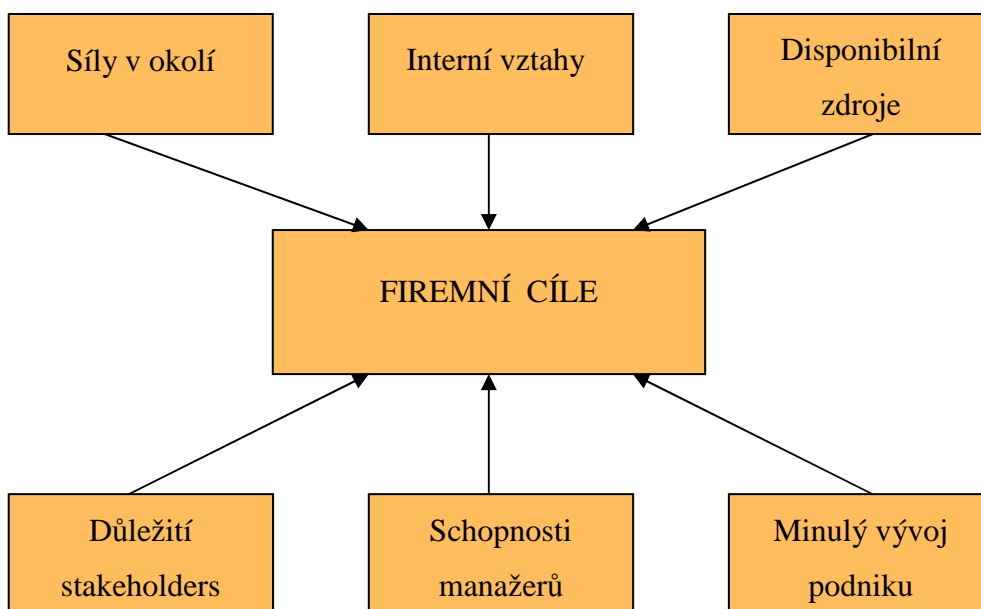 Síly v okolí
Interní vztahy
Disponibilní
zdroje
FIREMNÍ CÍLE
Důležití
stakeholders
Schopnosti
manažerů
Minulý vývoj
podniku